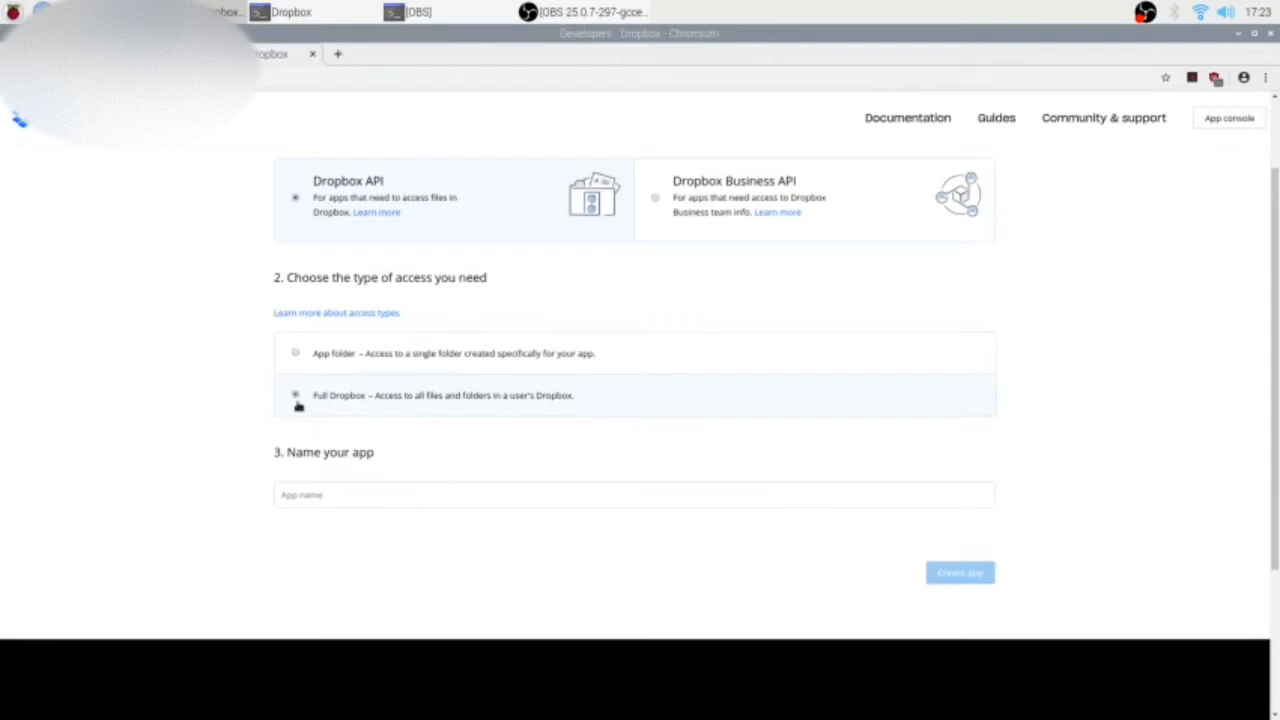 Dropbox
[OBS]
[OBS 25.0.7-297-gcce..
17:23
Developers - Dropbox - Chromium
Documentation
Guides
Community & support
App console
Dropbox API
For apps that need to access files in
Dropbox. Learn more
Dropbox Business API
For apps that need access to Dropbox
Business team info. Learn more
2. Choose the type of access you need
Learn more about access types
App folder – Access to a single folder created specifically for your app.
Full Dropbox – Access to all files and folders in a user's Dropbox.
3. Name your app
App name
Create app